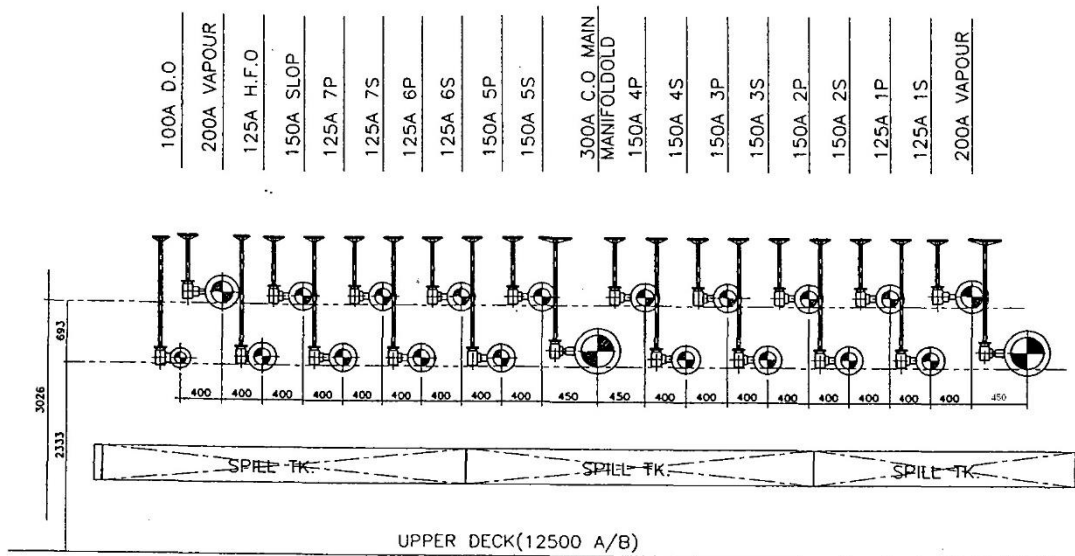 100A D.O
200A VAPOUR
125A H.F.O
150A SLOP
125A 7P
125A 7S
125A 6P
125A 6S
150A 5P
150A 5S
300A C.O MAIN
MANIFOLDOLD
150A 4P
150A 4S
150A 3P
150A 3S
150A 2P
150A 2S
125A 1P
125A 1S
200A VAPOUR
693
3026
2333
400 400 400 400 400 400 400 400 400 450 450 400 400 400 400 400 400 400 400 450
SPILL TK. SPILL TK. SPILL TK.
UPPER DECK(12500 A/B)